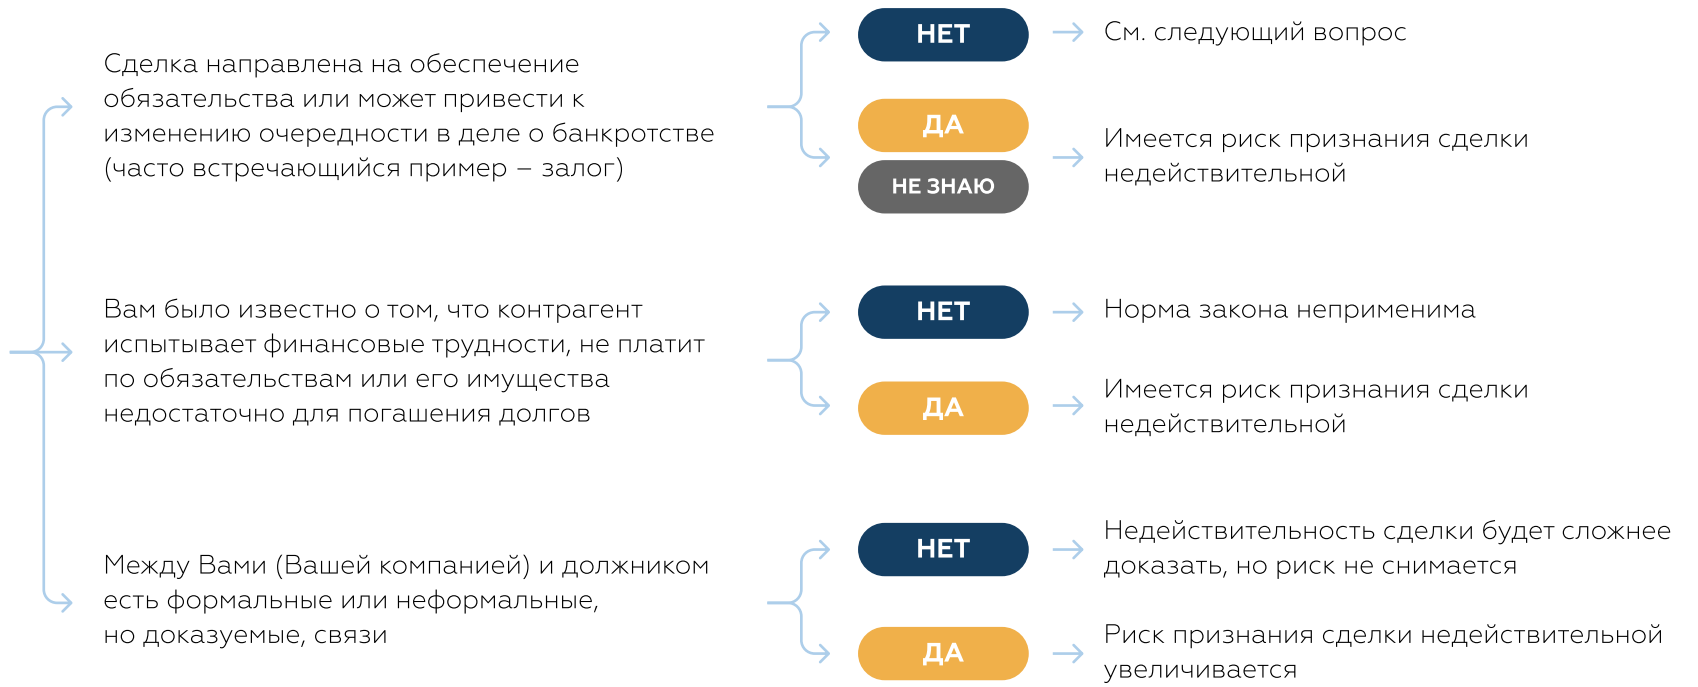 Сделка направлена на обеспечение
обязательства или может привести к
изменению очередности в деле о банкротстве
(часто встречающийся пример – залог)
НЕТ
См. следующий вопрос
ДА
НЕ ЗНАЮ
Имеется риск признания сделки
недействительной
Вам было известно о том, что контрагент
испытывает финансовые трудности, не платит
по обязательствам или его имущества
недостаточно для погашения долгов
НЕТ
Норма закона неприменима
ДА
Имеется риск признания сделки
недействительной
Между Вами (Вашей компанией) и должником
есть формальные или неформальные,
но доказуемые, связи
НЕТ
Недействительность сделки будет сложнее
доказать, но риск не снимается
ДА
Риск признания сделки недействительной
увеличивается